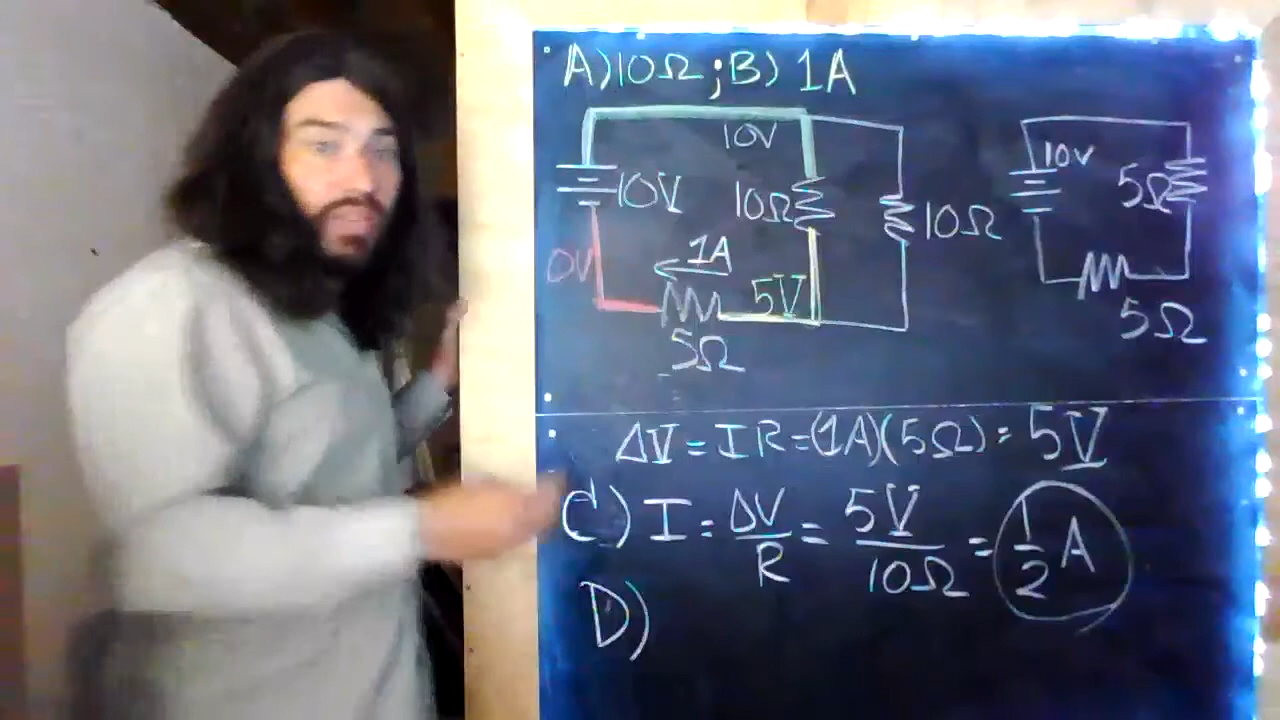 A) 10Ω ; B) 1A
10V
10V
10Ω
10Ω
0V
1A
5V
5Ω
10V
5Ω
5Ω
ΔV = IR = (1A)(5Ω) = 5V
C) I = ΔV/R = 5V/10Ω = 1/2 A
D)